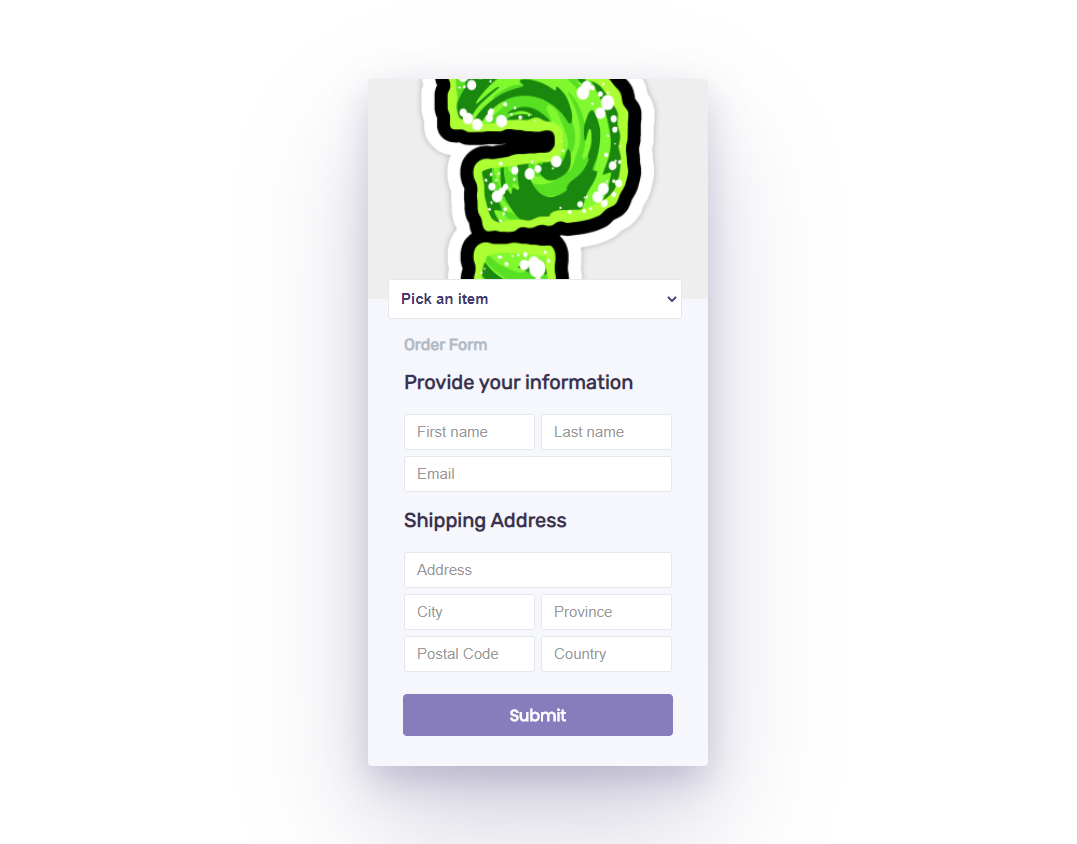 Pick an item
Order Form
Provide your information
First name Last name
Email
Shipping Address
Address
City Province
Postal Code Country
Submit